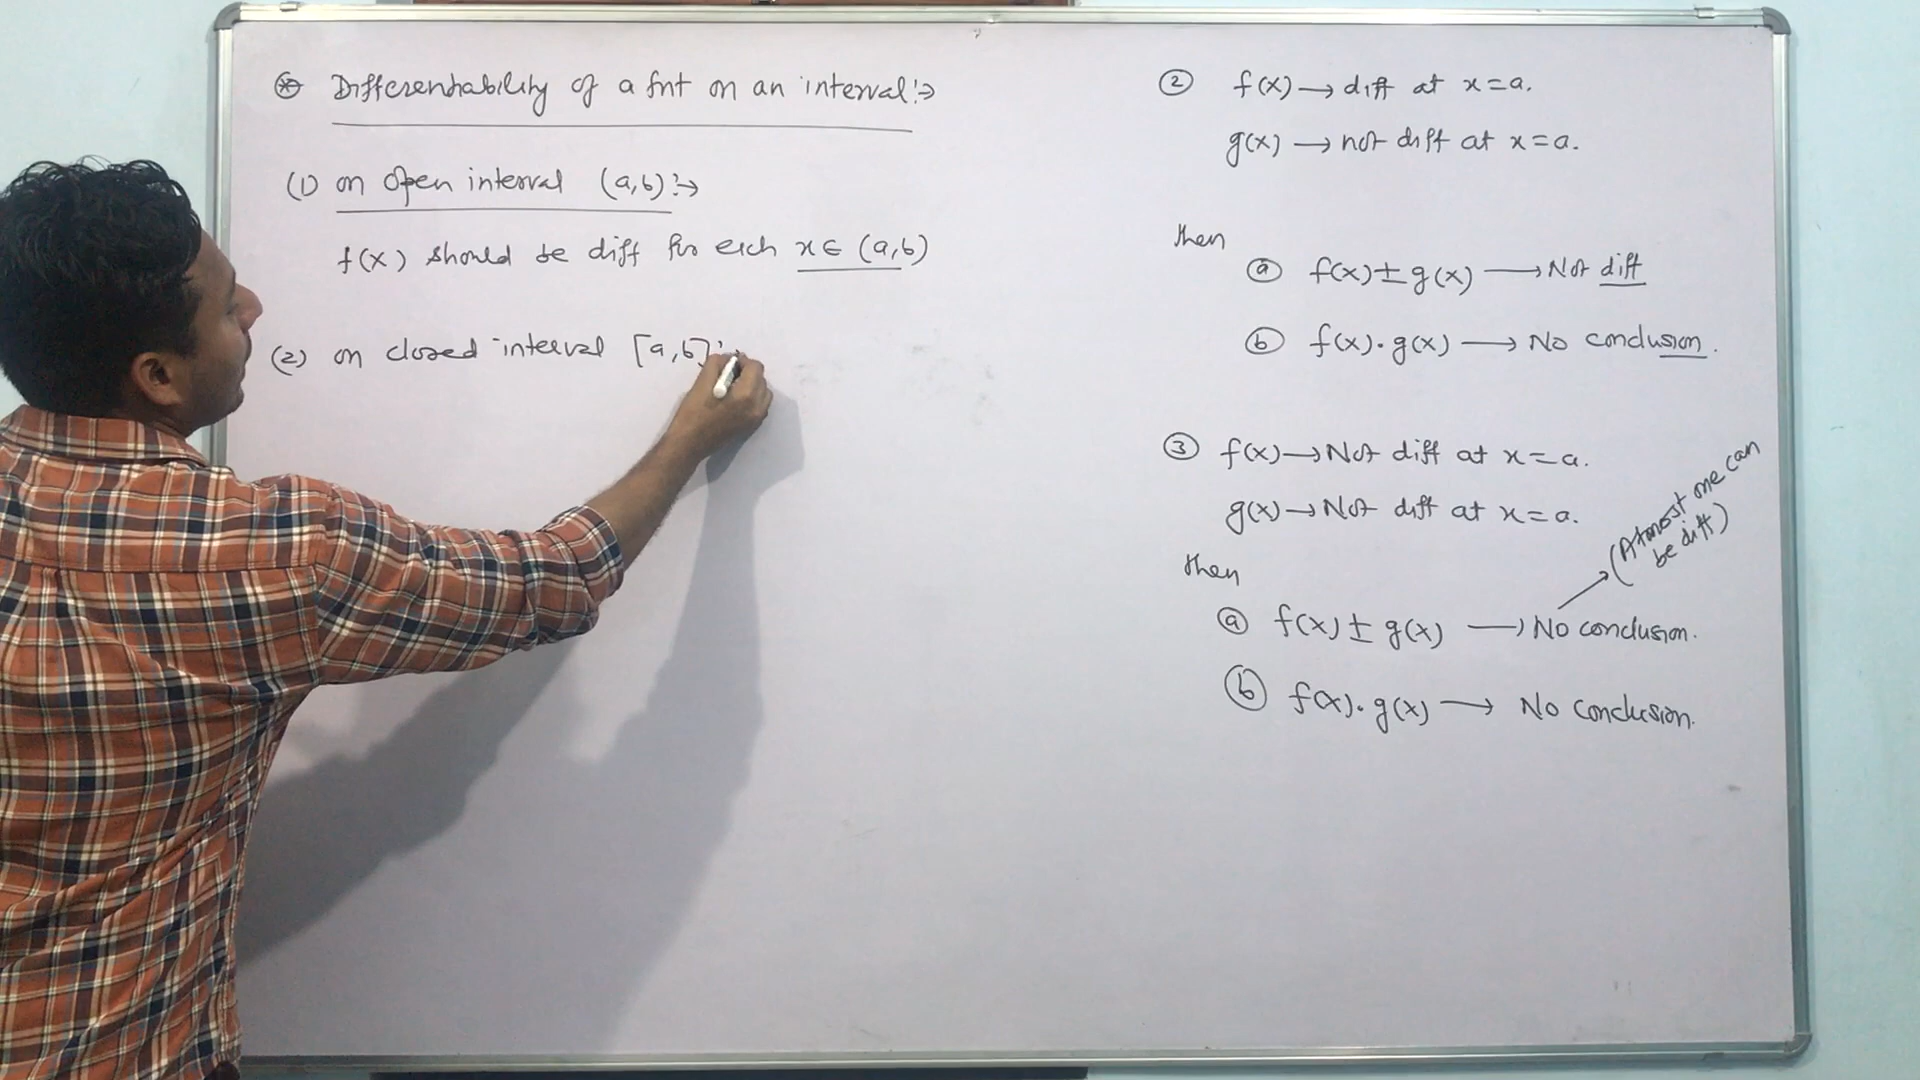 ⊛ Differentiability of a fnt on an interval :→
(1) on open interval (a,b) :→
f(x) should be diff for each x ∈ (a,b)
(2) on closed interval [a,b] :
② f(x) → diff at x = a.
g(x) → not diff at x = a.
then
ⓐ f(x) ± g(x) → Not diff
ⓑ f(x) . g(x) → No conclusion .
③ f(x) → Not diff at x = a.
g(x) → Not diff at x = a.
then
(Atmost one can
be diff)
ⓐ f(x) ± g(x) → No conclusion.
ⓑ f(x) . g(x) → No conclusion.